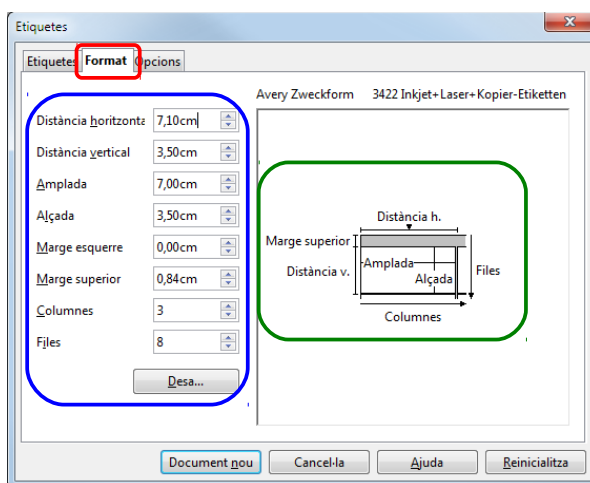 Etiquetes
Etiquetes Format Opcions
Avery Zweckform 3422 Inkjet+Laser+Kopier-Etiketten
Distància horitzonta 7,10cm
Distància vertical 3,50cm
Amplada 7,00cm
Alçada 3,50cm
Marge esquerre 0,00cm
Marge superior 0,84cm
Columnes 3
Files 8
Desa...
Distància h.
Marge superior
Distància v.
Amplada
Alçada
Files
Columnes
Document nou Cancel·la Ajuda Reinicialitza